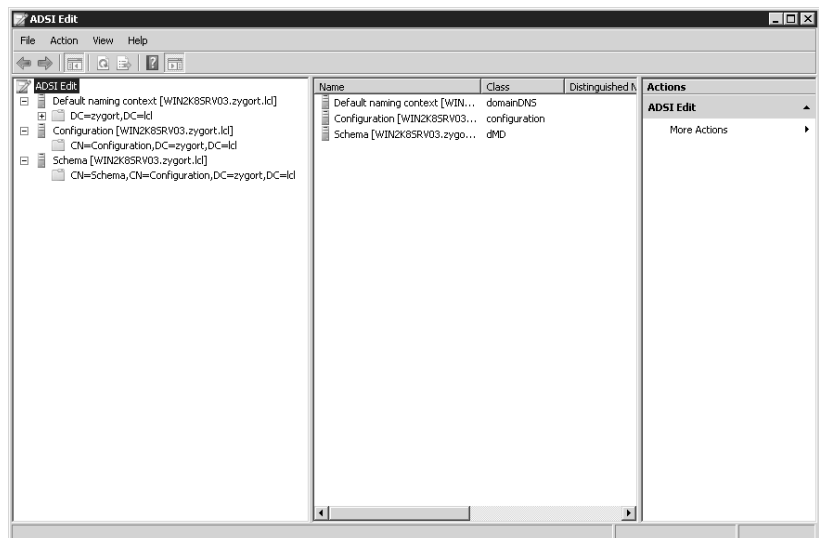 ADSI Edit
File Action View Help
ADSI Edit
Default naming context [WIN2K8SRV03.zygort.lcl]
DC=zygort,DC=lcl
Configuration [WIN2K8SRV03.zygort.lcl]
CN=Configuration,DC=zygort,DC=lcl
Schema [WIN2K8SRV03.zygort.lcl]
CN=Schema,CN=Configuration,DC=zygort,DC=lcl
Name Class Distinguished N
Default naming context [WIN... domainDNS
Configuration [WIN2K8SRV03... configuration
Schema [WIN2K8SRV03.zygo... dMD
Actions
ADSI Edit
More Actions